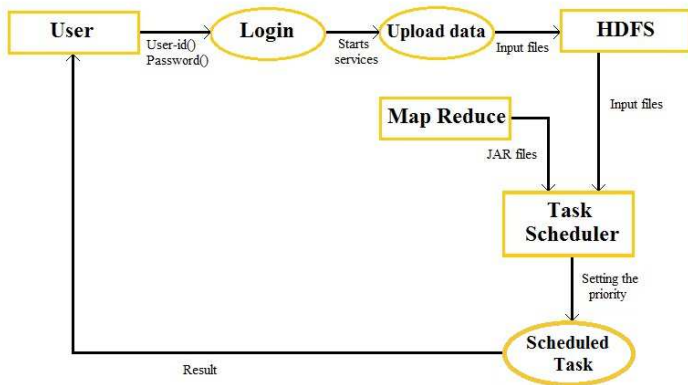 User
User-id()
Password()
Login
Starts
services
Upload data
Input files
HDFS
Input files
Map Reduce
JAR files
Task
Scheduler
Setting the
priority
Scheduled
Task
Result